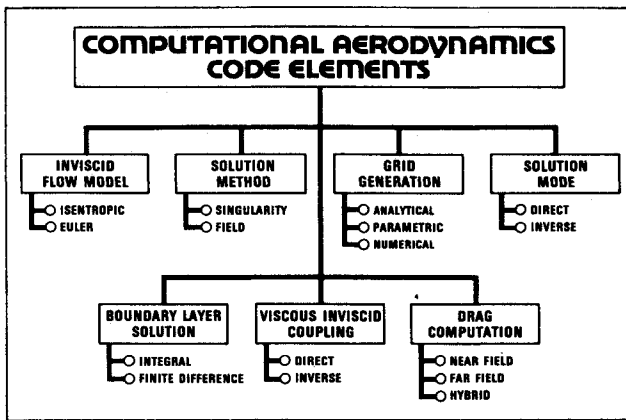 COMPUTATIONAL AERODYNAMICS
CODE ELEMENTS
INVISCID
FLOW MODEL
ISENTROPIC
EULER
SOLUTION
METHOD
SINGULARITY
FIELD
GRID
GENERATION
ANALYTICAL
PARAMETRIC
NUMERICAL
SOLUTION
MODE
DIRECT
INVERSE
BOUNDARY LAYER
SOLUTION
INTEGRAL
FINITE DIFFERENCE
VISCOUS INVISCID
COUPLING
DIRECT
INVERSE
DRAG
COMPUTATION
NEAR FIELD
FAR FIELD
HYBRID